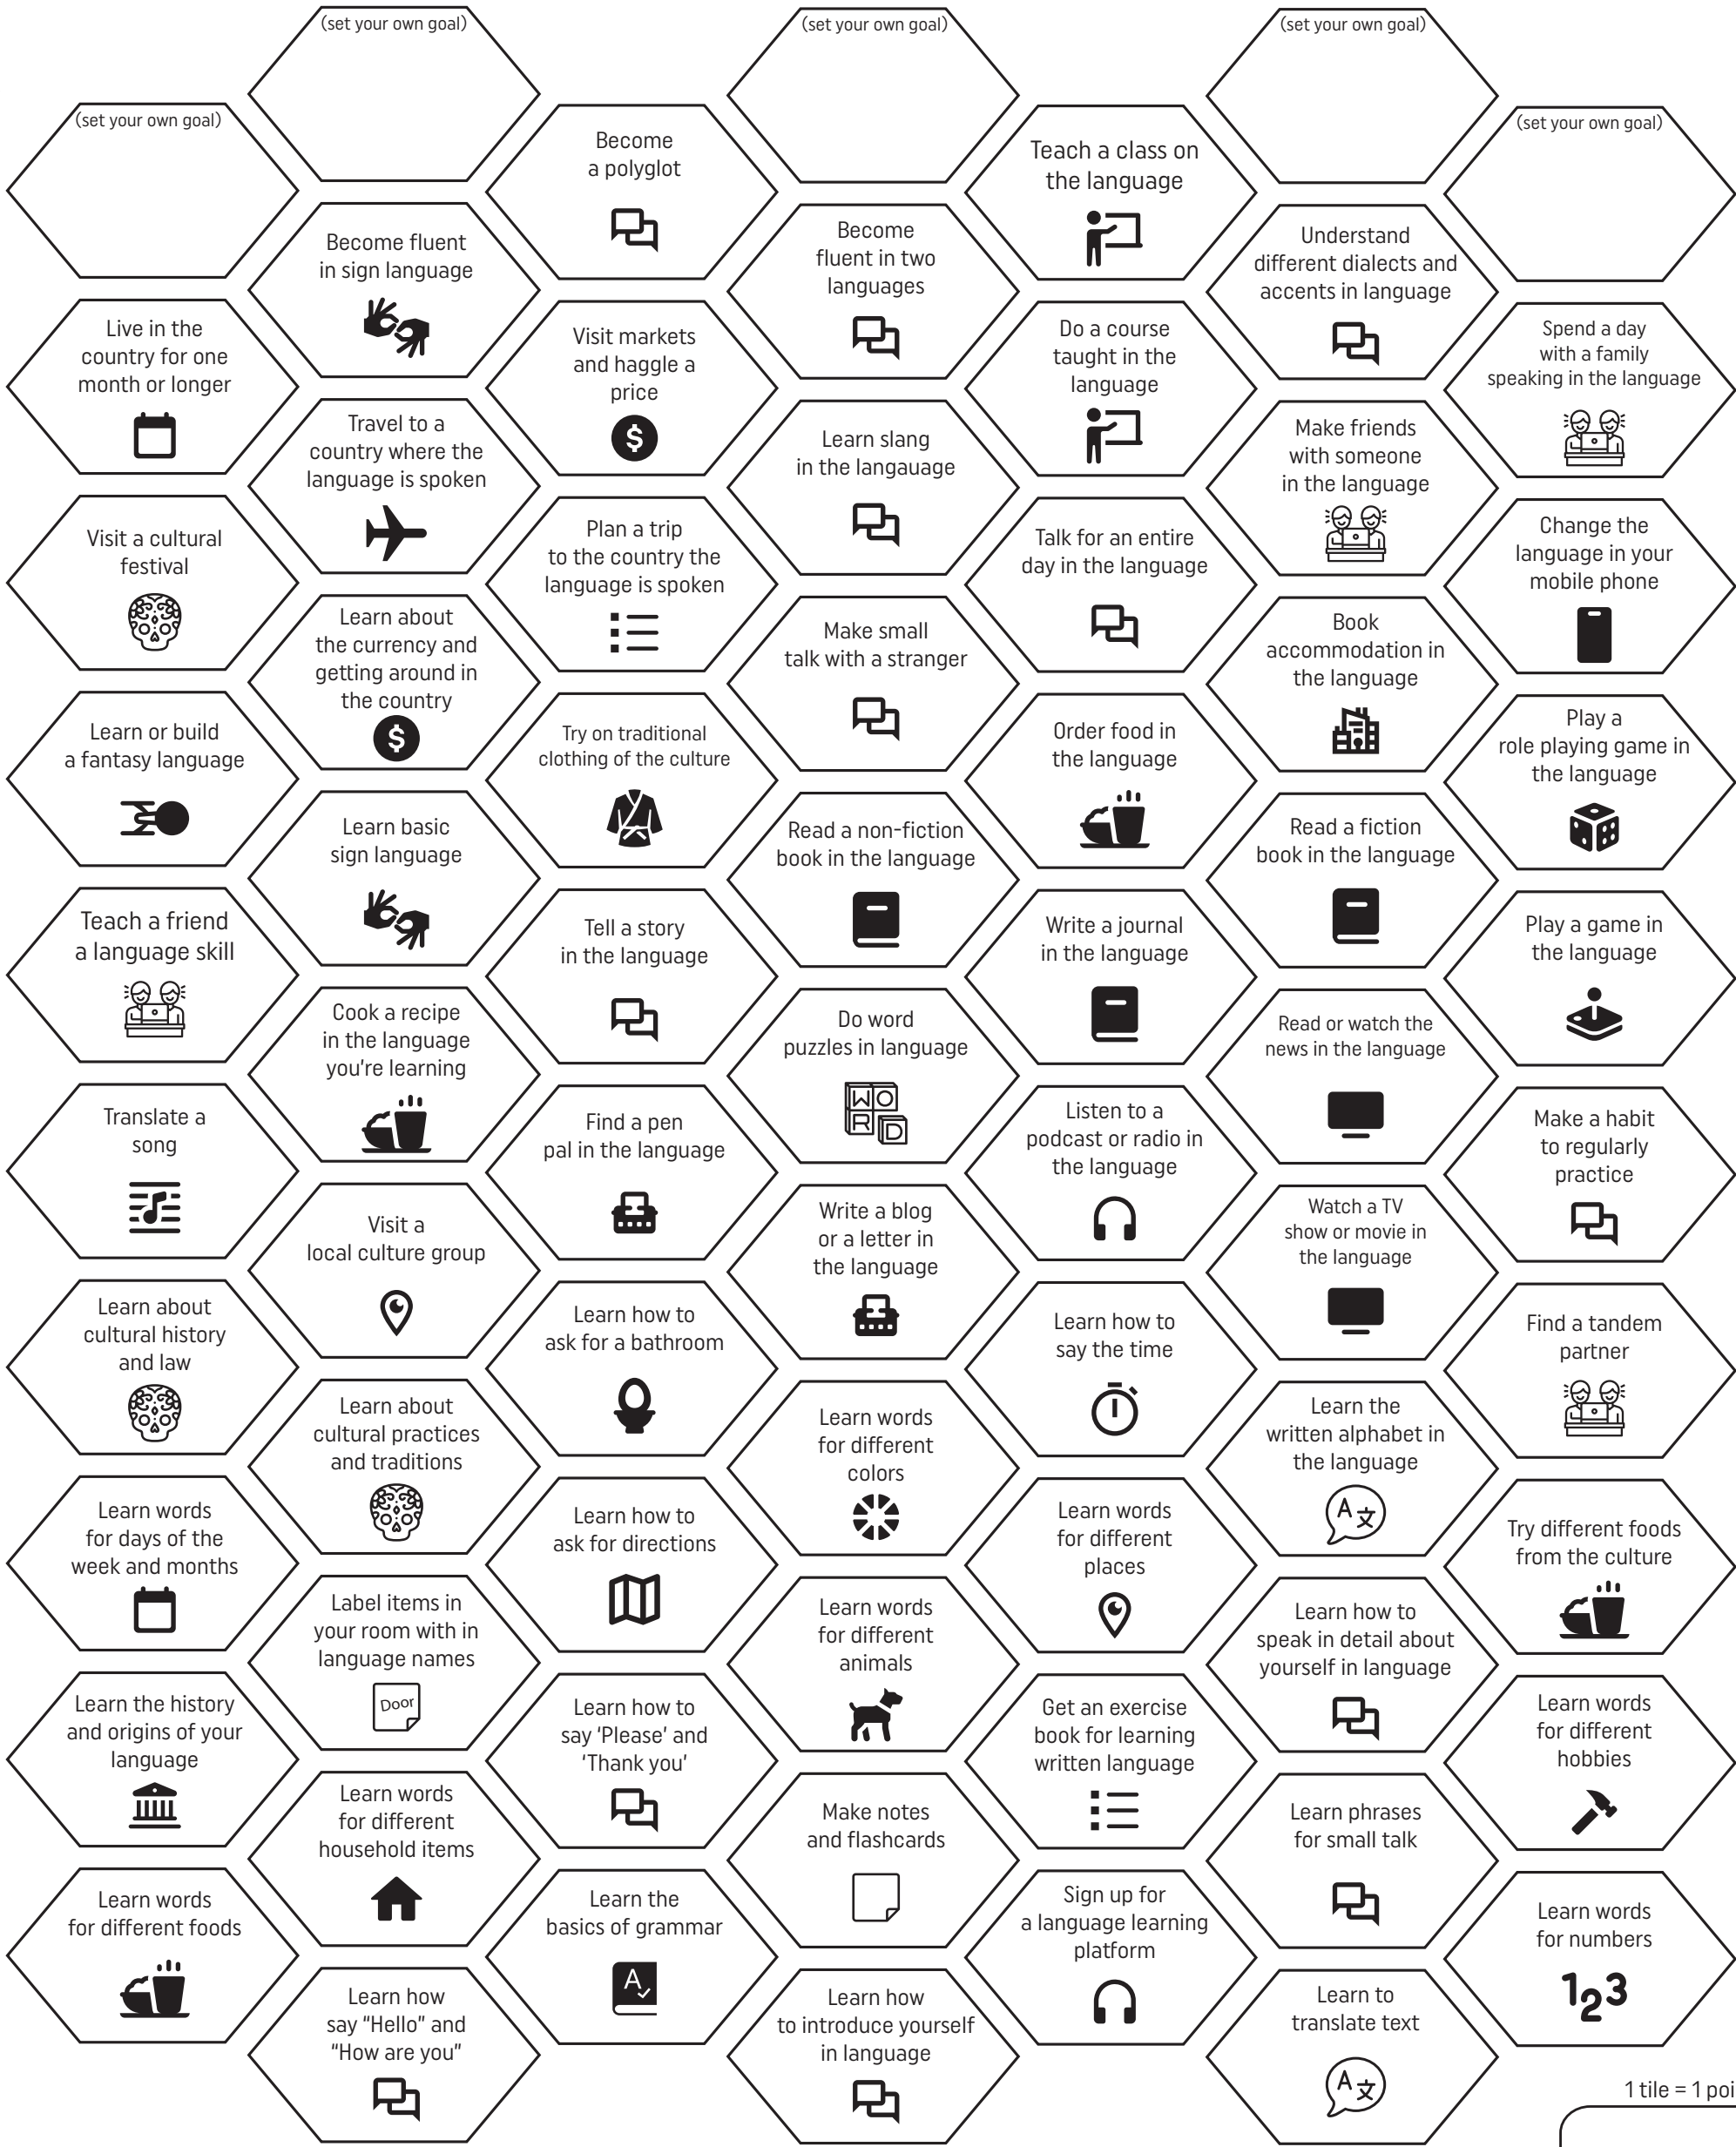 (set your own goal)
(set your own goal)
(set your own goal)
(set your own goal)
(set your own goal)
Become
a polyglot
Teach a class on
the language
Become fluent
in sign language
Become
fluent in two
languages
Understand
different dialects and
accents in language
Live in the
country for one
month or longer
Visit markets
and haggle a
price
Do a course
taught in the
language
Spend a day
with a family
speaking in the language
Travel to a
country where the
language is spoken
Learn slang
in the langauage
Make friends
with someone
in the language
Visit a cultural
festival
Plan a trip
to the country the
language is spoken
Talk for an entire
day in the language
Change the
language in your
mobile phone
Learn about
the currency and
getting around in
the country
Make small
talk with a stranger
Book
accommodation in
the language
Learn or build
a fantasy language
Try on traditional
clothing of the culture
Order food in
the language
Play a
role playing game in
the language
Learn basic
sign language
Read a non-fiction
book in the language
Read a fiction
book in the language
Teach a friend
a language skill
Tell a story
in the language
Write a journal
in the language
Play a game in
the language
Cook a recipe
in the language
you're learning
Do word
puzzles in language
WO
RD
Read or watch the
news in the language
Translate a
song
Find a pen
pal in the language
Listen to a
podcast or radio in
the language
Make a habit
to regularly
practice
Visit a
local culture group
Write a blog
or a letter in
the language
Watch a TV
show or movie in
the language
Learn about
cultural history
and law
Learn how to
ask for a bathroom
Learn how to
say the time
Find a tandem
partner
Learn about
cultural practices
and traditions
Learn words
for different
colors
Learn the
written alphabet in
the language
A文
Learn words
for days of the
week and months
Learn how to
ask for directions
Learn words
for different
places
Try different foods
from the culture
Label items in
your room with in
language names
Door
Learn words
for different
animals
Learn how to
speak in detail about
yourself in language
Learn the history
and origins of your
language
Learn how to
say 'Please' and
'Thank you'
Get an exercise
book for learning
written language
Learn words
for different
hobbies
Learn words
for different
household items
Make notes
and flashcards
Learn phrases
for small talk
Learn words
for different foods
Learn the
basics of grammar
A
Sign up for
a language learning
platform
Learn words
for numbers
123
Learn how
say "Hello" and
"How are you"
Learn how
to introduce yourself
in language
Learn to
translate text
A文
1 tile = 1 poi